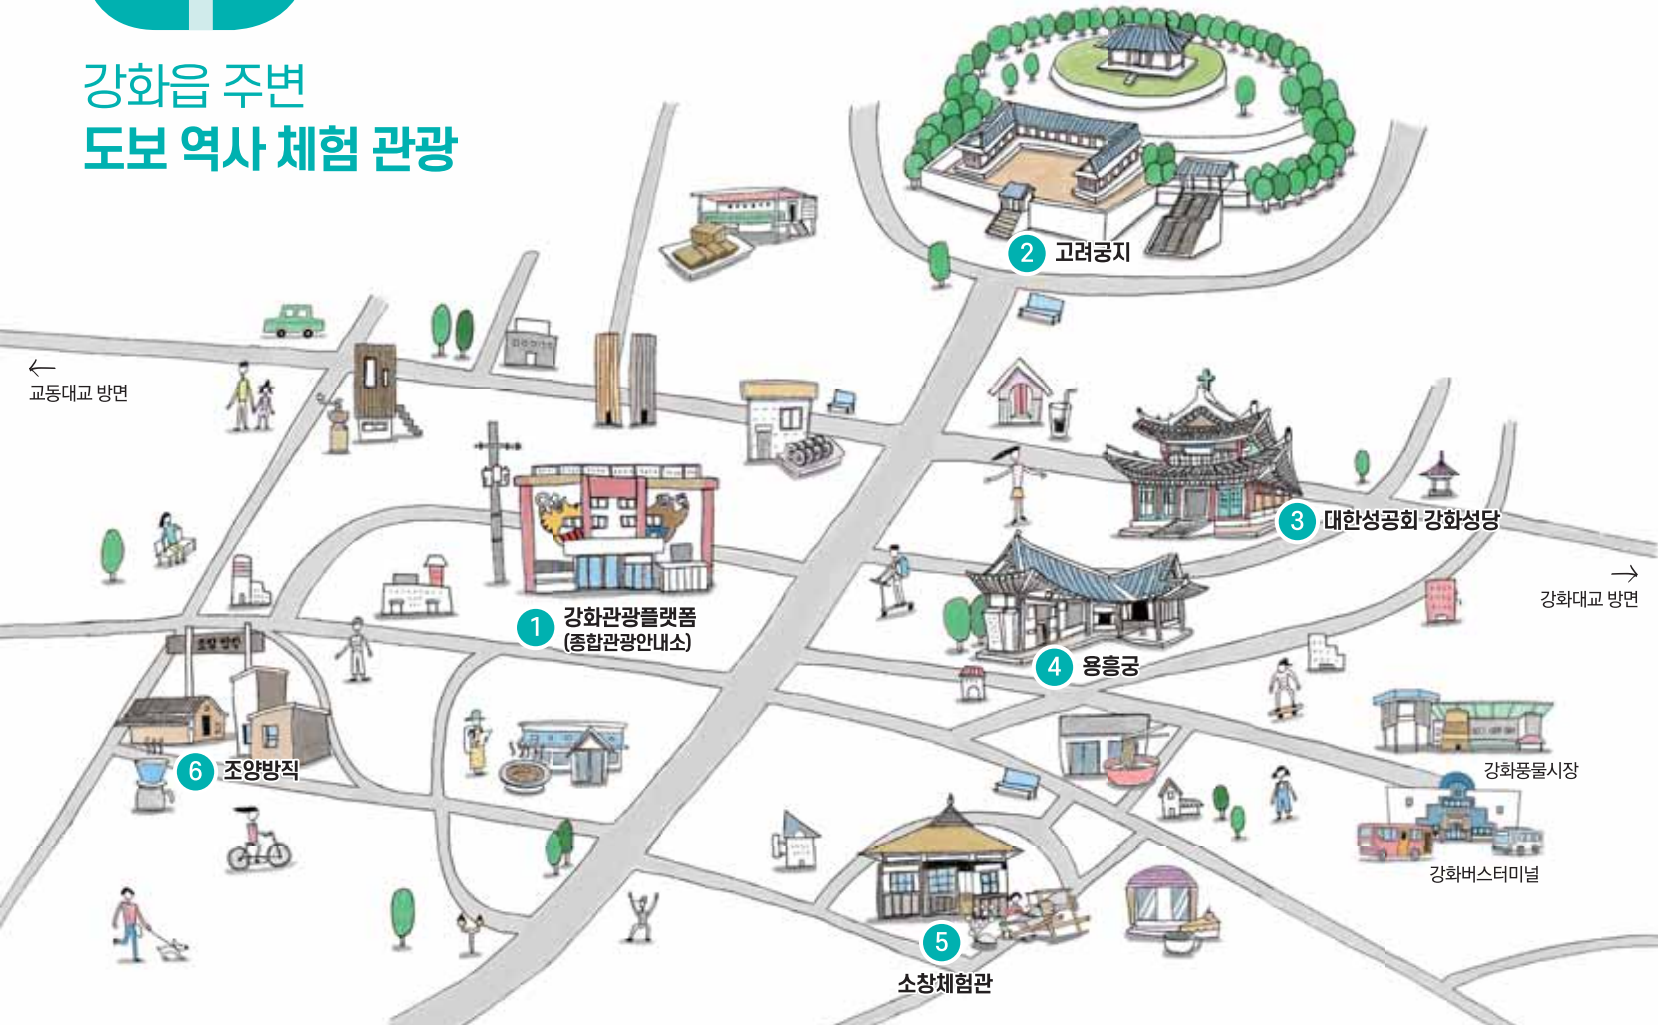 강화읍 주변
도보 역사 체험 관광
2 고려궁지
← 교동대교 방면
3 대한성공회 강화성당
→ 강화대교 방면
1 강화관광플랫폼
(종합관광안내소)
조양방직
4 용흥궁
6 조양방직
강화풍물시장
강화버스터미널
5
소창체험관